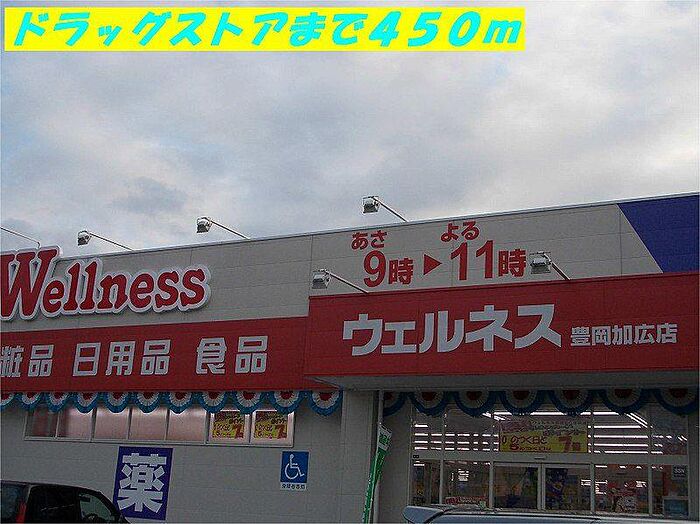 ドラッグストアまで450m
あさ よる
9時▶11時
Wellness
ウェルネス 豊岡加広店
粧品 日用品 食品
薬